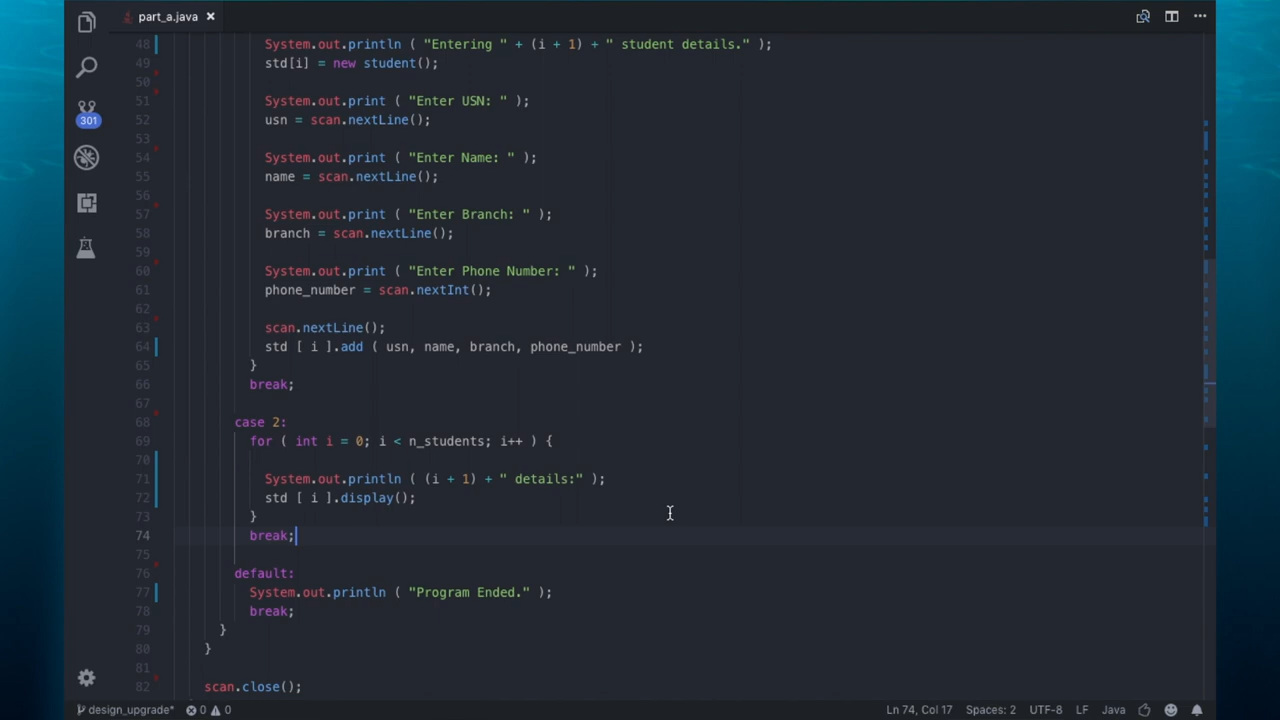 part_a.java ×
301
48 System.out.println ( "Entering " + (i + 1) + " student details." );
49 std[i] = new student();
50
51 System.out.print ( "Enter USN: " );
52 usn = scan.nextLine();
53
54 System.out.print ( "Enter Name: " );
55 name = scan.nextLine();
56
57 System.out.print ( "Enter Branch: " );
58 branch = scan.nextLine();
59
60 System.out.print ( "Enter Phone Number: " );
61 phone_number = scan.nextInt();
62
63 scan.nextLine();
64 std [ i ].add ( usn, name, branch, phone_number );
65 }
66 break;
67
68 case 2:
69 for ( int i = 0; i < n_students; i++ ) {
70
71 System.out.println ( (i + 1) + " details:" );
72 std [ i ].display();
73 }
74 break;
75
76 default:
77 System.out.println ( "Program Ended." );
78 break;
79 }
80 }
81
82 scan.close();
design_upgrade* 0 0 Ln 74, Col 17 Spaces: 2 UTF-8 LF Java